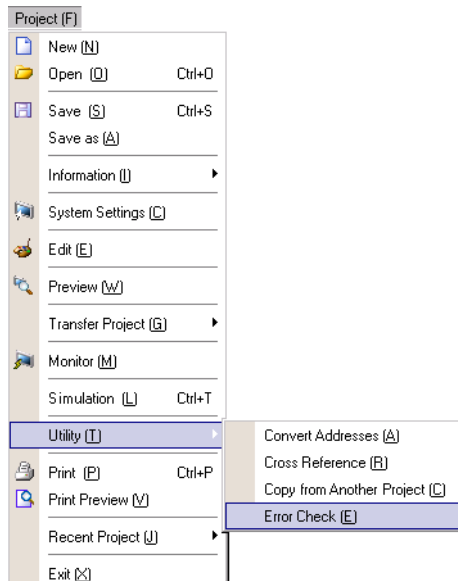 Project (F)
New (N)
Open (O) Ctrl+O
Save (S) Ctrl+S
Save as (A)
Information (I)
System Settings (C)
Edit (E)
Preview (W)
Transfer Project (G)
Monitor (M)
Simulation (L) Ctrl+T
Utility (T)
Convert Addresses (A)
Cross Reference (R)
Copy from Another Project (C)
Error Check (E)
Print (P) Ctrl+P
Print Preview (V)
Recent Project (J)
Exit (X)